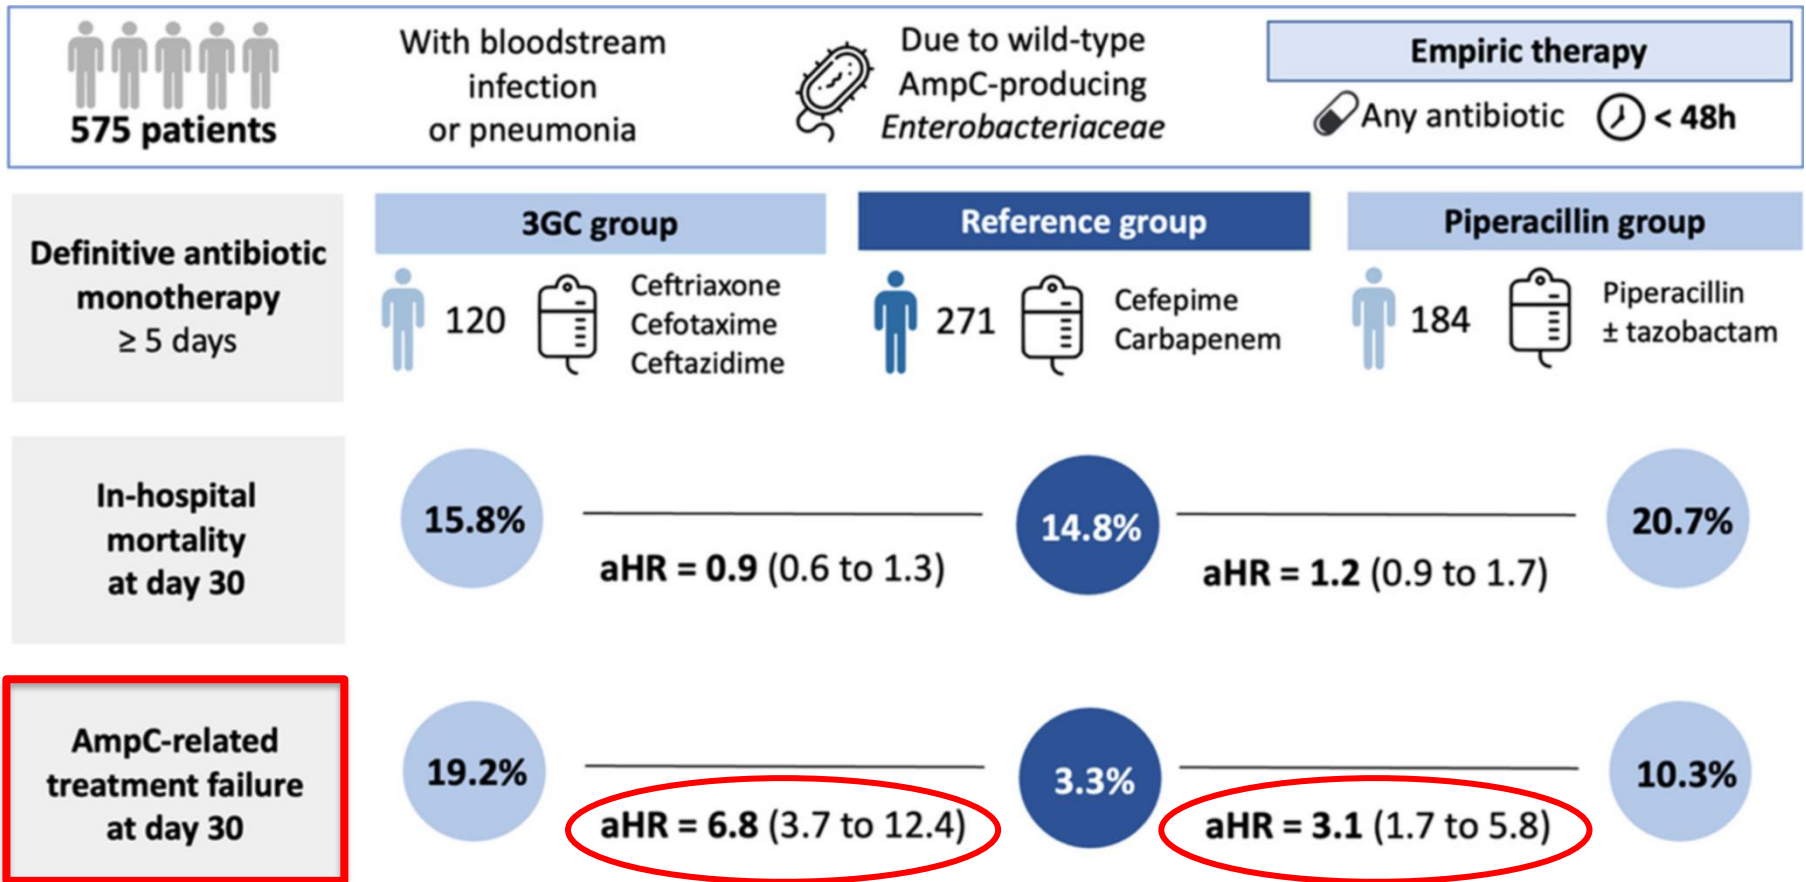 575 patients
With bloodstream
infection
or pneumonia
Due to wild-type
AmpC-producing
Enterobacteriaceae
Empiric therapy
Any antibiotic
< 48h
Definitive antibiotic
monotherapy
≥ 5 days
3GC group
120
Ceftriaxone
Cefotaxime
Ceftazidime
Reference group
271
Cefepime
Carbapenem
Piperacillin group
184
Piperacillin
± tazobactam
In-hospital
mortality
at day 30
15.8%
aHR = 0.9 (0.6 to 1.3)
14.8%
aHR = 1.2 (0.9 to 1.7)
20.7%
AmpC-related
treatment failure
at day 30
19.2%
aHR = 6.8 (3.7 to 12.4)
3.3%
aHR = 3.1 (1.7 to 5.8)
10.3%